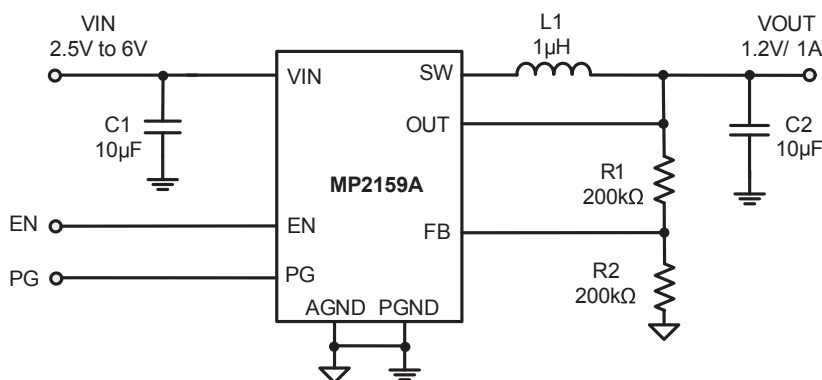 VIN
2.5V to 6V
L1
1µH
VOUT
1.2V/ 1A
VIN
SW
C1
10µF
OUT
C2
10µF
MP2159A
R1
200kΩ
EN
EN
FB
PG
PG
R2
200kΩ
AGND PGND